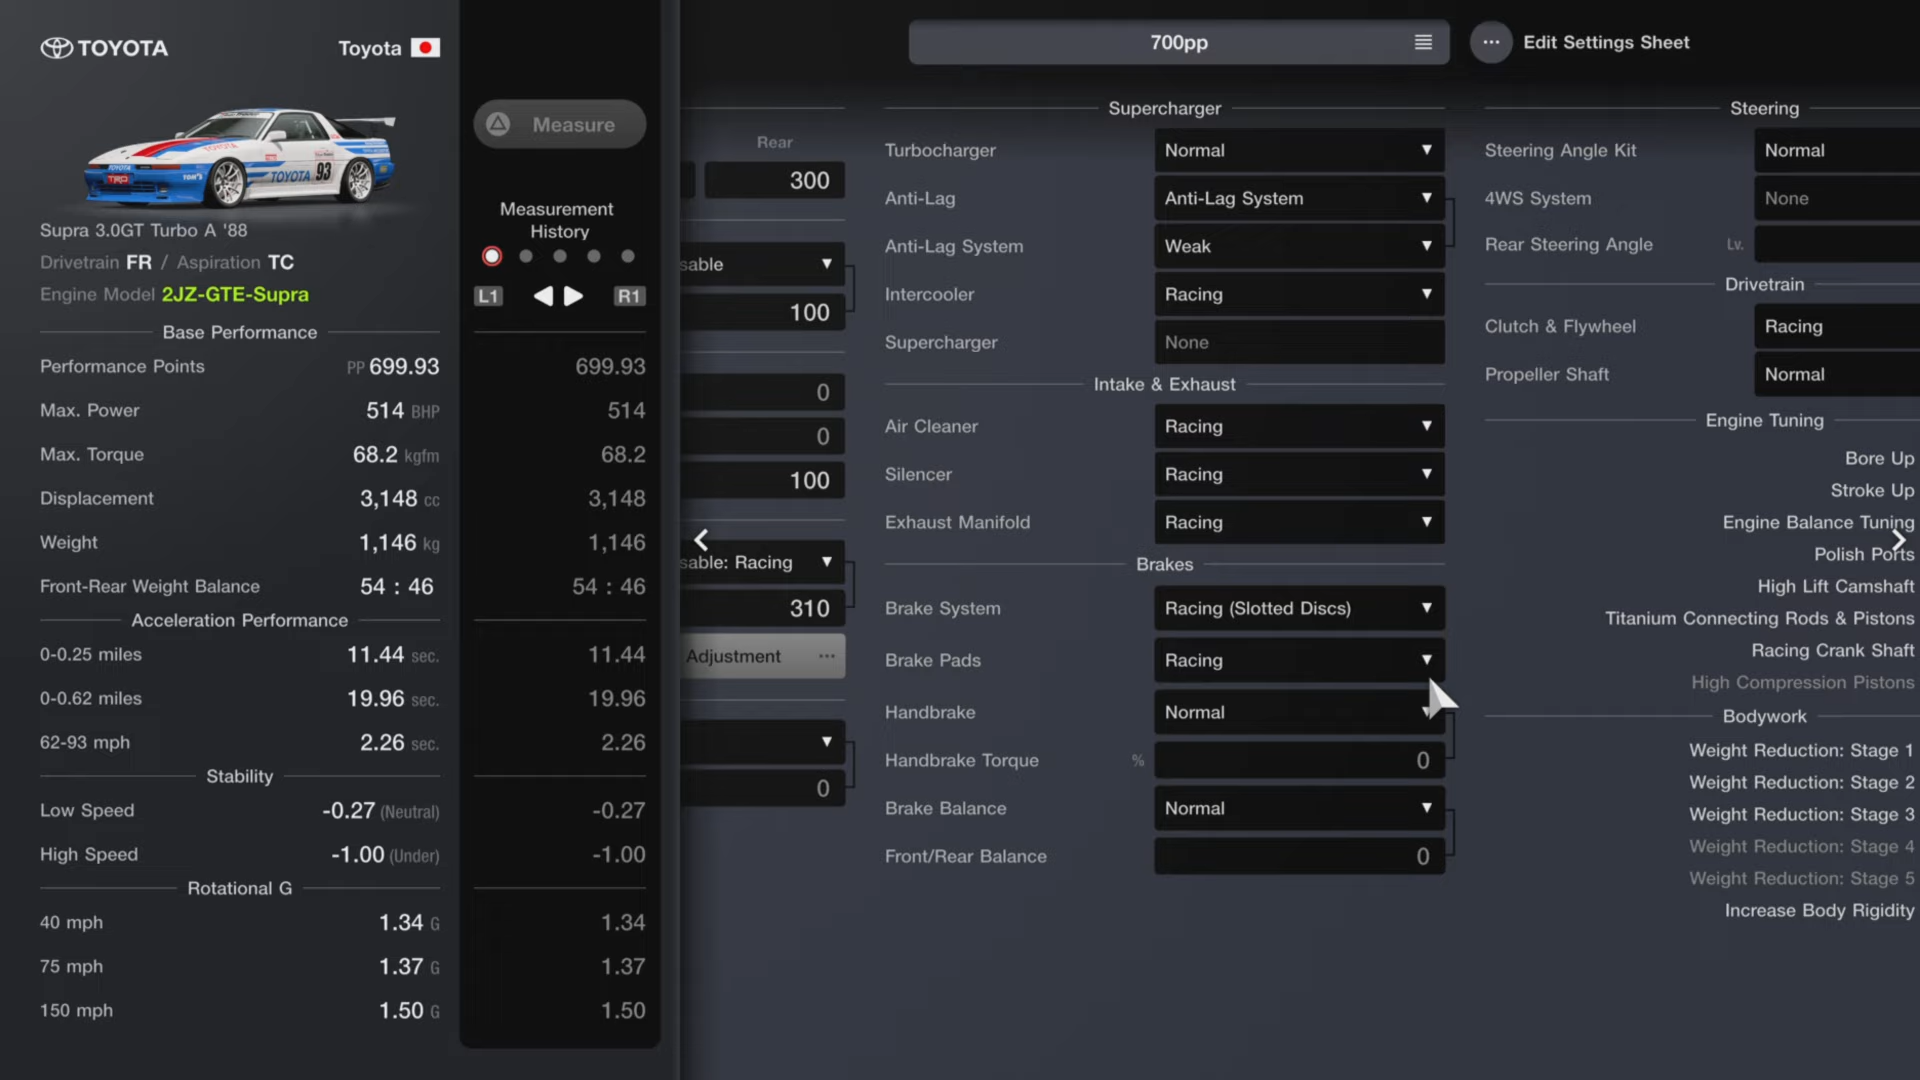 TOYOTA
Toyota
Supra 3.0GT Turbo A '88
Drivetrain FR / Aspiration TC
Engine Model 2JZ-GTE-Supra
Base Performance
Performance Points PP 699.93
Max. Power 514 BHP
Max. Torque 68.2 kgfm
Displacement 3,148 cc
Weight 1,146 kg
Front-Rear Weight Balance 54 : 46
Acceleration Performance
0-0.25 miles 11.44 sec.
0-0.62 miles 19.96 sec.
62-93 mph 2.26 sec.
Stability
Low Speed -0.27 (Neutral)
High Speed -1.00 (Under)
Rotational G
40 mph 1.34 G
75 mph 1.37 G
150 mph 1.50 G
Measure
Measurement
History
L1 R1
699.93
514
68.2
3,148
1,146
54 : 46
11.44
19.96
2.26
-0.27
-1.00
1.34
1.37
1.50
Rear
300
sable
100
0
0
100
sable: Racing
310
Adjustment ...
0
700pp
... Edit Settings Sheet
Supercharger
Turbocharger Normal
Anti-Lag Anti-Lag System
Anti-Lag System Weak
Intercooler Racing
Supercharger None
Intake & Exhaust
Air Cleaner Racing
Silencer Racing
Exhaust Manifold Racing
Brakes
Brake System Racing (Slotted Discs)
Brake Pads Racing
Handbrake Normal
Handbrake Torque % 0
Brake Balance Normal
Front/Rear Balance 0
Steering
Steering Angle Kit Normal
4WS System None
Rear Steering Angle Lv.
Drivetrain
Clutch & Flywheel Racing
Propeller Shaft Normal
Engine Tuning
Bore Up
Stroke Up
Engine Balance Tuning
Polish Ports
High Lift Camshaft
Titanium Connecting Rods & Pistons
Racing Crank Shaft
High Compression Pistons
Bodywork
Weight Reduction: Stage 1
Weight Reduction: Stage 2
Weight Reduction: Stage 3
Weight Reduction: Stage 4
Weight Reduction: Stage 5
Increase Body Rigidity
TOYOTA
TRD
TOM'S
TOYOTA 93